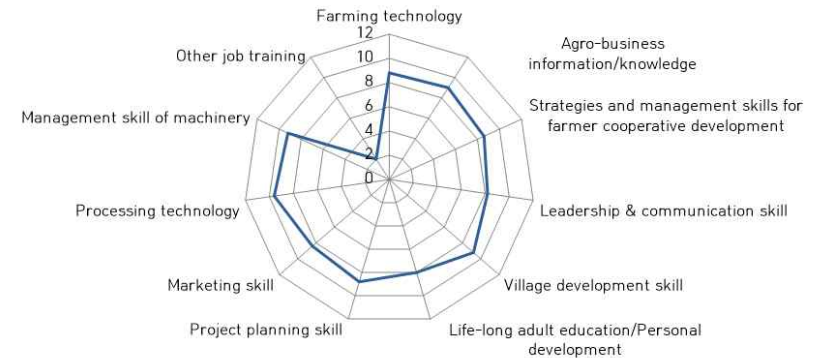 Farming technology
12
10
8
6
4
2
0
Agro-business
information/knowledge
Strategies and management skills for
farmer cooperative development
Leadership & communication skill
Village development skill
Life-long adult education/Personal
development
Project planning skill
Marketing skill
Processing technology
Management skill of machinery
Other job training